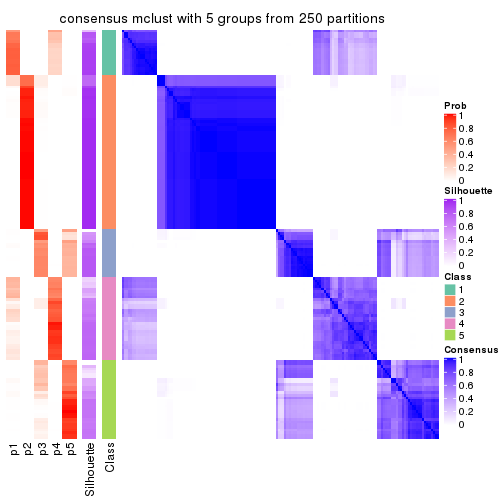 consensus mclust with 5 groups from 250 partitions
Prob
1
0.8
0.6
0.4
0.2
0
Silhouette
1
0.8
0.6
0.4
0.2
0
Class
1
2
3
4
5
Consensus
1
0.8
0.6
0.4
0.2
0
p1
p2
p3
p4
p5
Silhouette
Class